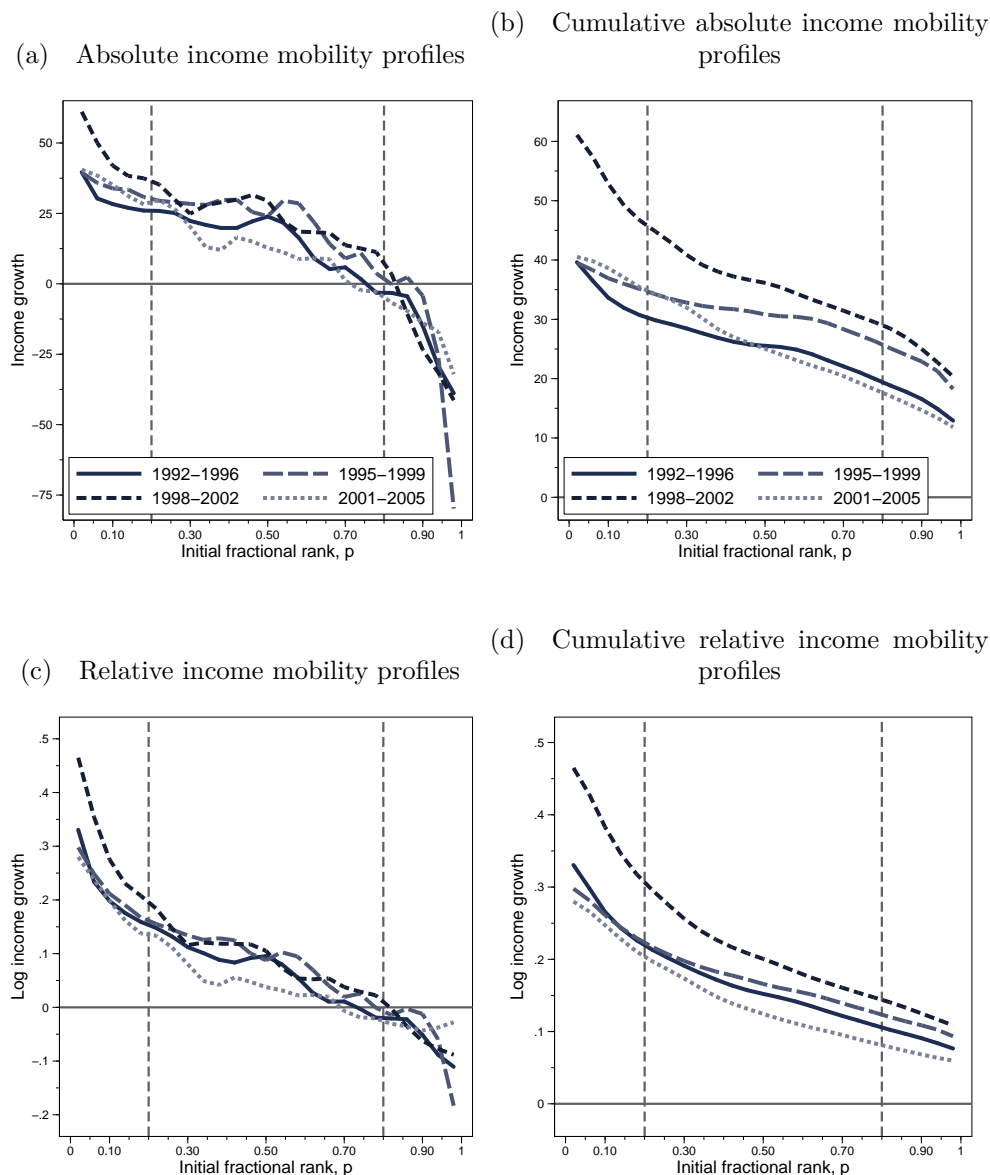 (a) Absolute income mobility profiles
50
25
0
−25
−50
−75
Income growth
1992−1996 1995−1999
1998−2002 2001−2005
0 0.10 0.30 0.50 0.70 0.90 1
Initial fractional rank, p
(b) Cumulative absolute income mobility
profiles
60
50
40
30
20
10
0
Income growth
1992−1996 1995−1999
1998−2002 2001−2005
0 0.10 0.30 0.50 0.70 0.90 1
Initial fractional rank, p
(c) Relative income mobility profiles
.5
.4
.3
.2
.1
0
−.1
−.2
Log income growth
0 0.10 0.30 0.50 0.70 0.90 1
Initial fractional rank, p
(d) Cumulative relative income mobility
profiles
.5
.4
.3
.2
.1
0
Log income growth
0 0.10 0.30 0.50 0.70 0.90 1
Initial fractional rank, p